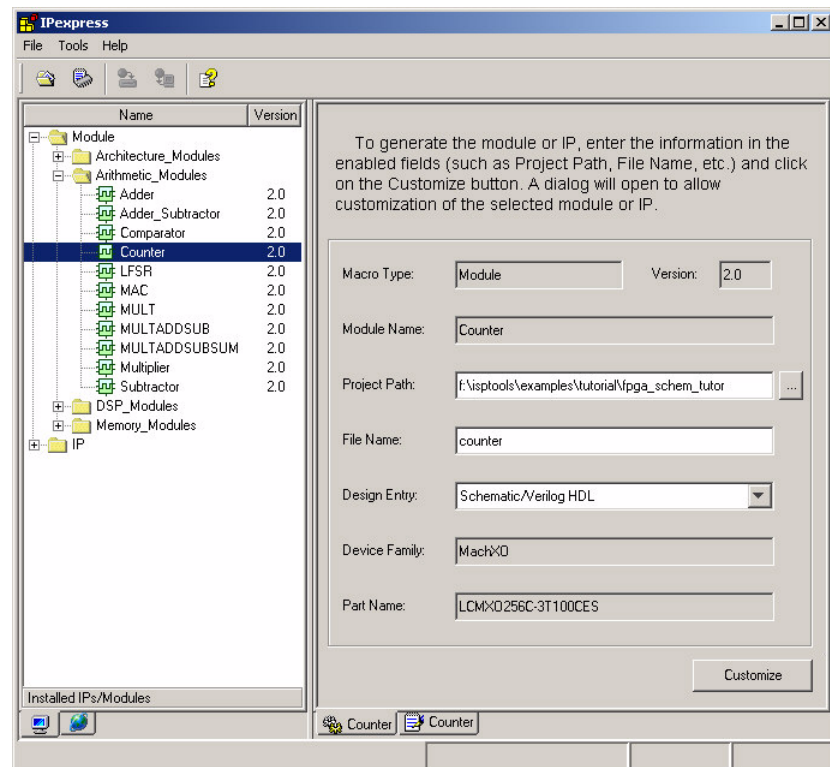 IPexpress
File Tools Help
Name Version
Module
Architecture_Modules
Arithmetic_Modules
Adder 2.0
Adder_Subtractor 2.0
Comparator 2.0
Counter 2.0
LFSR 2.0
MAC 2.0
MULT 2.0
MULTADDSUB 2.0
MULTADDSUBSUM 2.0
Multiplier 2.0
Subtractor 2.0
DSP_Modules
Memory_Modules
IP
Installed IPs/Modules
To generate the module or IP, enter the information in the
enabled fields (such as Project Path, File Name, etc.) and click
on the Customize button. A dialog will open to allow
customization of the selected module or IP.
Macro Type: Module Version: 2.0
Module Name: Counter
Project Path: f:\isptools\examples\tutorial\fpga_schem_tutor ...
File Name: counter
Design Entry: Schematic/Verilog HDL
Device Family: MachXO
Part Name: LCMXO256C-3T100CES
Customize
Counter Counter